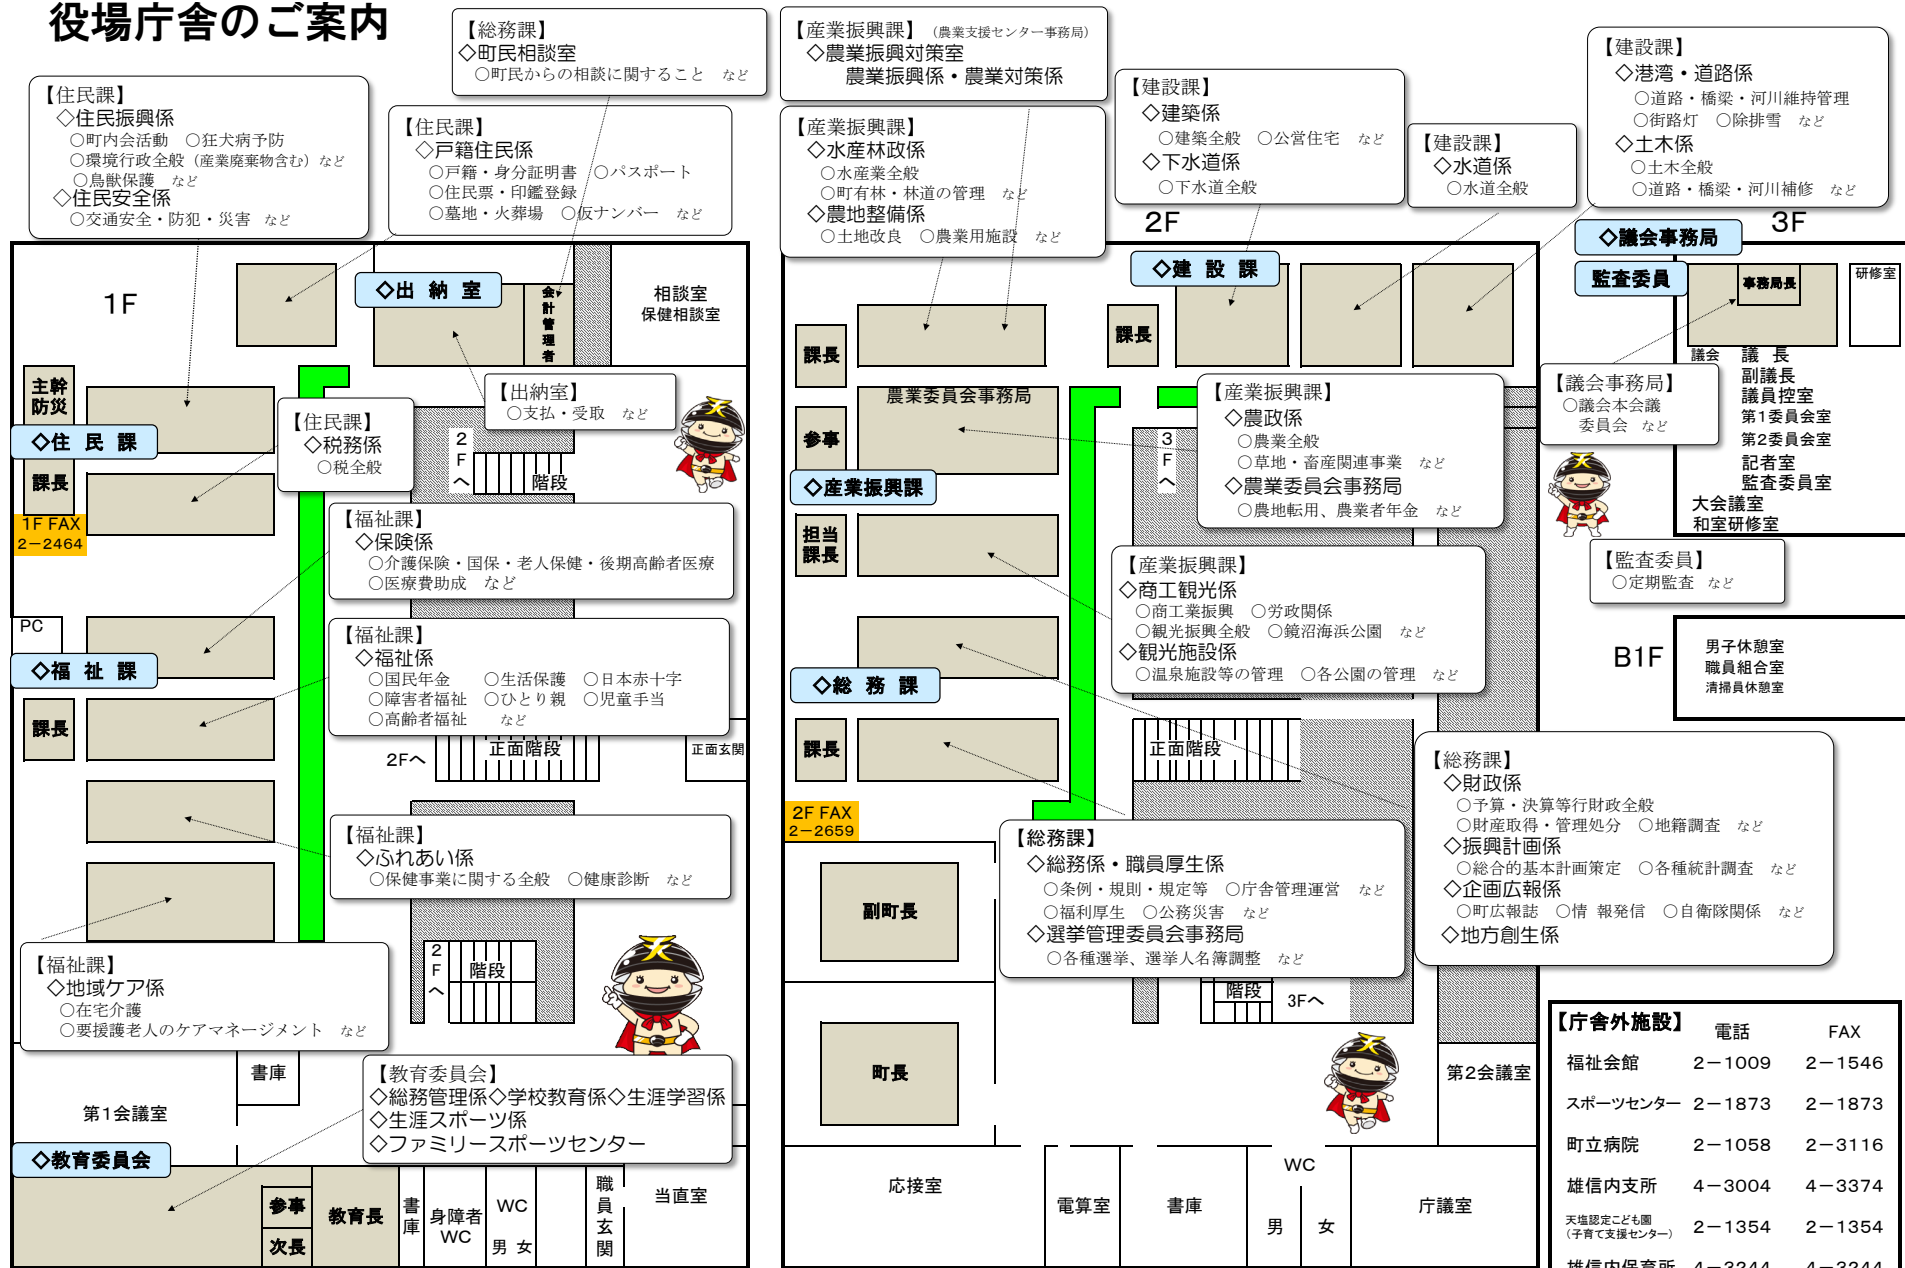 役場庁舎のご案内
【総務課】
◇町民相談室
○町民からの相談に関すること　など
【産業振興課】（農業支援センター事務局）
◇農業振興対策室
農業振興係・農業対策係
【建設課】
◇港湾・道路係
○道路・橋梁・河川維持管理
○街路灯　○除排雪　など
◇土木係
○土木全般
○道路・橋梁・河川補修　など
【住民課】
◇住民振興係
○町内会活動　○狂犬病予防
○環境行政全般（産業廃棄物含む）など
○鳥獣保護　など
◇住民安全係
○交通安全・防犯・災害　など
【住民課】
◇戸籍住民係
○戸籍・身分証明書　○パスポート
○住民票・印鑑登録
○墓地・火葬場　○仮ナンバー　など
【産業振興課】
◇水産林政係
○水産業全般
○町有林・林道の管理　など
◇農地整備係
○土地改良　○農業用施設　など
【建設課】
◇建築係
○建築全般　○公営住宅　など
◇下水道係
○下水道全般
【建設課】
◇水道係
○水道全般
1F
◇出　納　室
会計管理者
相談室
保健相談室
主幹
防災
◇住　民　課
課長
1F FAX
2－2464
【住民課】
◇税務係
○税全般
【出納室】
○支払・受取　など
2Fへ
階段
天
【福祉課】
◇保険係
○介護保険・国保・老人保健・後期高齢者医療
○医療費助成　など
PC
◇福　祉　課
課長
【福祉課】
◇福祉係
○国民年金　○生活保護　○日本赤十字
○障害者福祉　○ひとり親　○児童手当
○高齢者福祉　　など
2Fへ
正面階段
正面玄関
【福祉課】
◇ふれあい係
○保健事業に関する全般　○健康診断　など
【福祉課】
◇地域ケア係
○在宅介護
○要援護老人のケアマネージメント　など
2Fへ
階段
天
書庫
第1会議室
【教育委員会】
◇総務管理係◇学校教育係◇生涯学習係
◇生涯スポーツ係
◇ファミリースポーツセンター
◇教育委員会
参事
次長
教育長
書庫
身障者
WC
WC
男 女
職員玄関
当直室
2F
◇建　設　課
課長
課長
農業委員会事務局
参事
◇産業振興課
担当
課長
3Fへ
【産業振興課】
◇農政係
○農業全般
○草地・畜産関連事業　など
◇農業委員会事務局
○農地転用、農業者年金　など
【産業振興課】
◇商工観光係
○商工業振興　○労政関係
○観光振興全般　○鏡沼海浜公園　など
◇観光施設係
○温泉施設等の管理　○各公園の管理　など
◇総　務　課
課長
正面階段
2F FAX
2－2659
【総務課】
◇財政係
○予算・決算等行財政全般
○財産取得・管理処分　○地籍調査　など
◇振興計画係
○総合的基本計画策定　○各種統計調査　など
◇企画広報係
○町広報誌　○情 報発信　○自衛隊関係　など
◇地方創生係
【総務課】
◇総務係・職員厚生係
○条例・規則・規定等　○庁舎管理運営　など
○福利厚生　○公務災害　など
◇選挙管理委員会事務局
○各種選挙、選挙人名簿調整　など
副町長
町長
階段
3Fへ
天
第2会議室
応接室
電算室
書庫
WC
男
女
庁議室
3F
◇議会事務局
監査委員
事務局長
研修室
議会
議　長
副議長
議員控室
第1委員会室
第2委員会室
記者室
監査委員室
大会議室
和室研修室
【議会事務局】
○議会本会議
委員会　など
天
【監査委員】
○定期監査　など
B1F
男子休憩室
職員組合室
清掃員休憩室
【庁舎外施設】　電話　FAX
福祉会館　2－1009　2－1546
スポーツセンター　2－1873　2－1873
町立病院　2－1058　2－3116
雄信内支所　4－3004　4－3374
天塩認定こども園
（子育て支援センター）　2－1354　2－1354
雄信内保育所　4－3244　4－3244